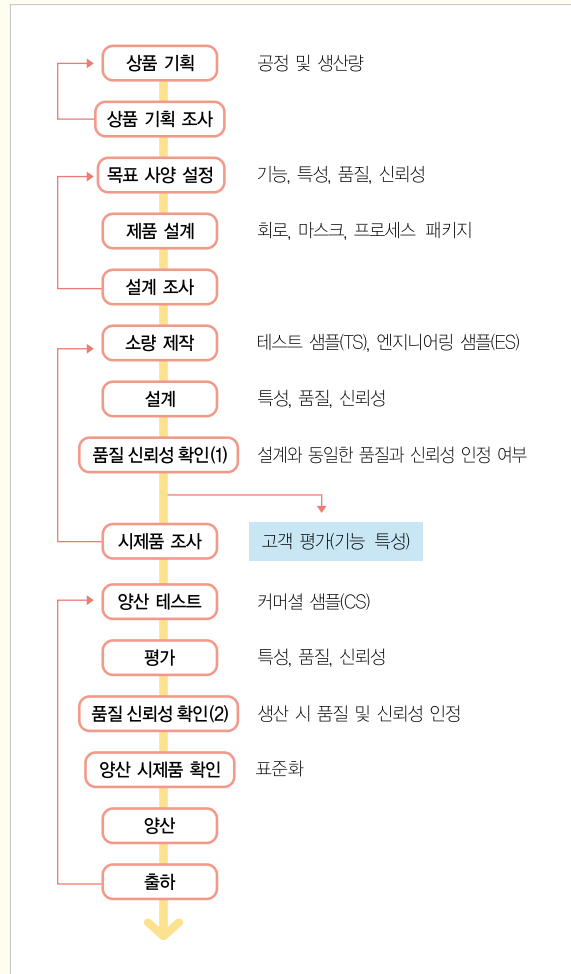 상품 기획 공정 및 생산량
상품 기획 조사
목표 사양 설정 기능, 특성, 품질, 신뢰성
제품 설계 회로, 마스크, 프로세스 패키지
설계 조사
소량 제작 테스트 샘플(TS), 엔지니어링 샘플(ES)
설계 특성, 품질, 신뢰성
품질 신뢰성 확인(1) 설계와 동일한 품질과 신뢰성 인정 여부
시제품 조사 고객 평가(기능 특성)
양산 테스트 커머셜 샘플(CS)
평가 특성, 품질, 신뢰성
품질 신뢰성 확인(2) 생산 시 품질 및 신뢰성 인정
양산 시제품 확인 표준화
양산
출하